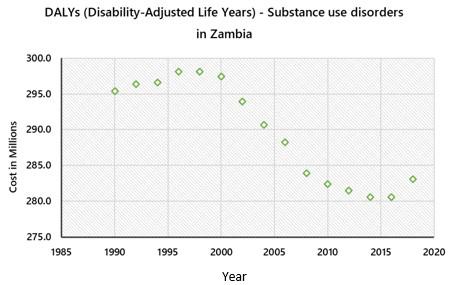 DALYs (Disability-Adjusted Life Years) - Substance use disorders
in Zambia
Cost in Millions
300.0
295.0
290.0
285.0
280.0
275.0
1985 1990 1995 2000 2005 2010 2015 2020
Year